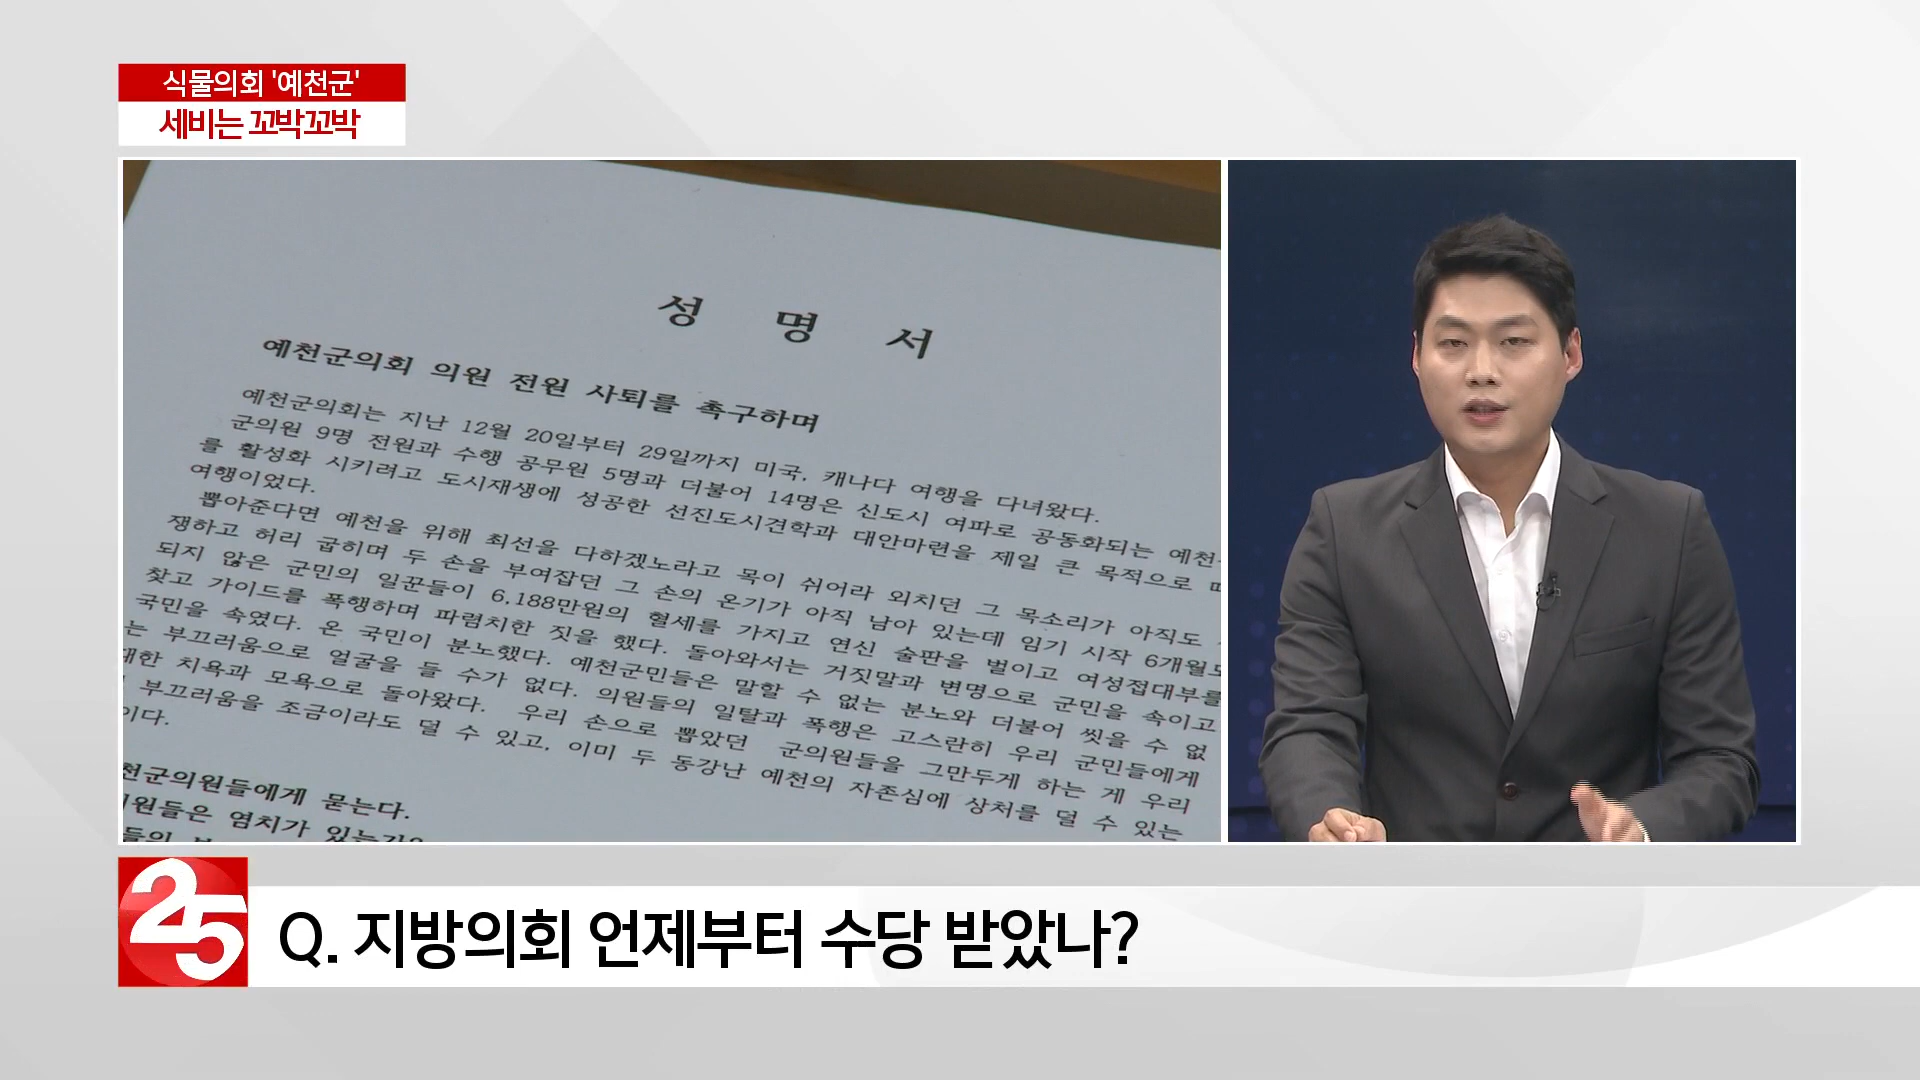 식물의회 '예천군'
세비는 꼬박꼬박
성 명 서
예천군의회 의원 전원 사퇴를 촉구하며
예천군의회는 지난 12월 20일부터 29일까지 미국, 캐나다 여행을 다녀왔다.
군의원 9명 전원과 수행 공무원 5명과 더불어 14명은 신도시 여파로 공동화되는 예천
를 활성화 시키려고 도시재생에 성공한 선진도시견학과 대안마련을 제일 큰 목적으로
여행이었다.
뽑아준다면 예천을 위해 최선을 다하겠노라고 목이 쉬어라 외치던 그 목소리가 아직도
쟁하고 허리 굽히며 두 손을 부여잡던 그 손의 온기가 아직 남아 있는데 임기 시작 6개월도
되지 않은 군민의 일꾼들이 6,188만원의 혈세를 가지고 연신 술판을 벌이고 여성접대부를
찾고 가이드를 폭행하며 파렴치한 짓을 했다. 돌아와서는 거짓말과 변명으로 군민을 속이고
국민을 속였다. 온 국민이 분노했다. 예천군민들은 말할 수 없는 분노와 더불어 씻을 수 없
는 부끄러움으로 얼굴을 들 수가 없다. 의원들의 일탈과 폭행은 고스란히 우리 군민들에게
대한 치욕과 모욕으로 돌아왔다. 우리 손으로 뽑았던 군의원들을 그만두게 하는 게 우리
부끄러움을 조금이라도 덜 수 있고, 이미 두 동강난 예천의 자존심에 상처를 덜 수 있는
이다.
천군의원들에게 묻는다.
의원들은 염치가 있는가?
들의
25
Q. 지방의회 언제부터 수당 받았나?